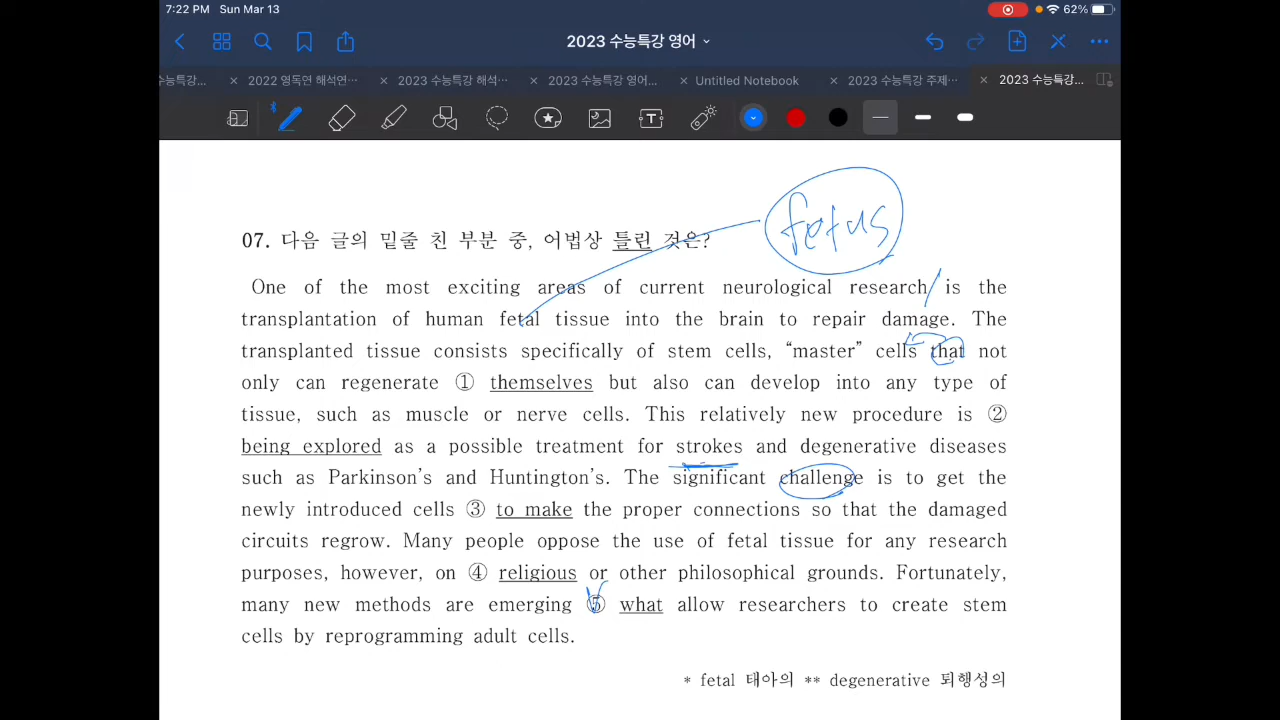 7:22 PM Sun Mar 13
62%
2023 수능특강 영어
수능특강... 2022 영독연 해석연... 2023 수능특강 해석... 2023 수능특강 영어... Untitled Notebook 2023 수능특강 주제... 2023 수능특강...
fetus
07. 다음 글의 밑줄 친 부분 중, 어법상 틀린 것은?
One of the most exciting areas of current neurological research is the
transplantation of human fetal tissue into the brain to repair damage. The
transplanted tissue consists specifically of stem cells, “master” cells that not
only can regenerate ① themselves but also can develop into any type of
tissue, such as muscle or nerve cells. This relatively new procedure is ②
being explored as a possible treatment for strokes and degenerative diseases
such as Parkinson’s and Huntington’s. The significant challenge is to get the
newly introduced cells ③ to make the proper connections so that the damaged
circuits regrow. Many people oppose the use of fetal tissue for any research
purposes, however, on ④ religious or other philosophical grounds. Fortunately,
many new methods are emerging ⑤ what allow researchers to create stem
cells by reprogramming adult cells.
* fetal 태아의 ** degenerative 퇴행성의